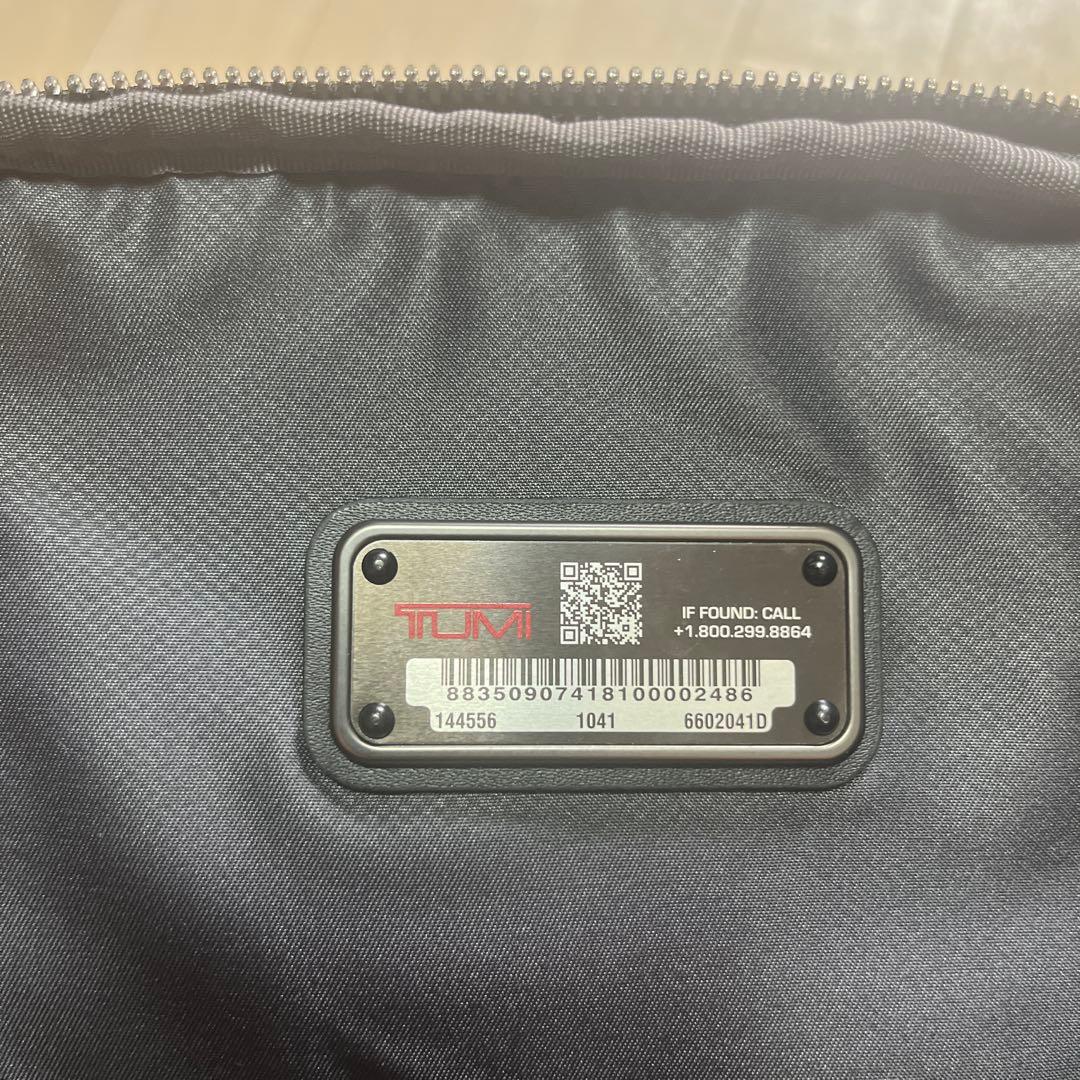 TUMI
IF FOUND: CALL
+1.800.299.8864
88350907418100002486
144556 1041 6602041D